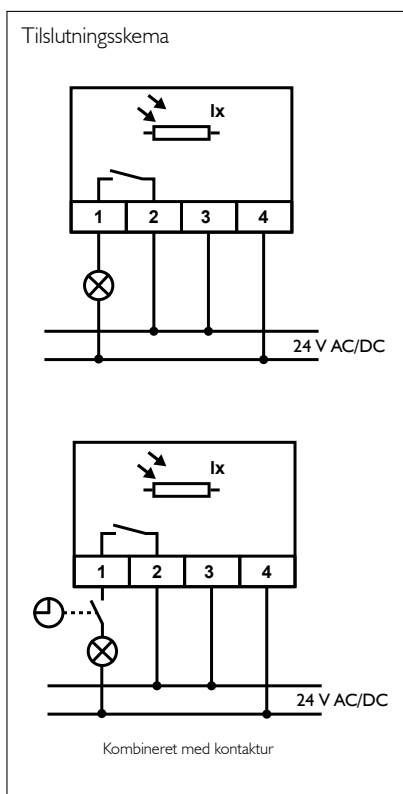 Tilslutningsskema
lx
1 2 3 4
24 V AC/DC
lx
1 2 3 4
24 V AC/DC
Kombineret med kontaktur